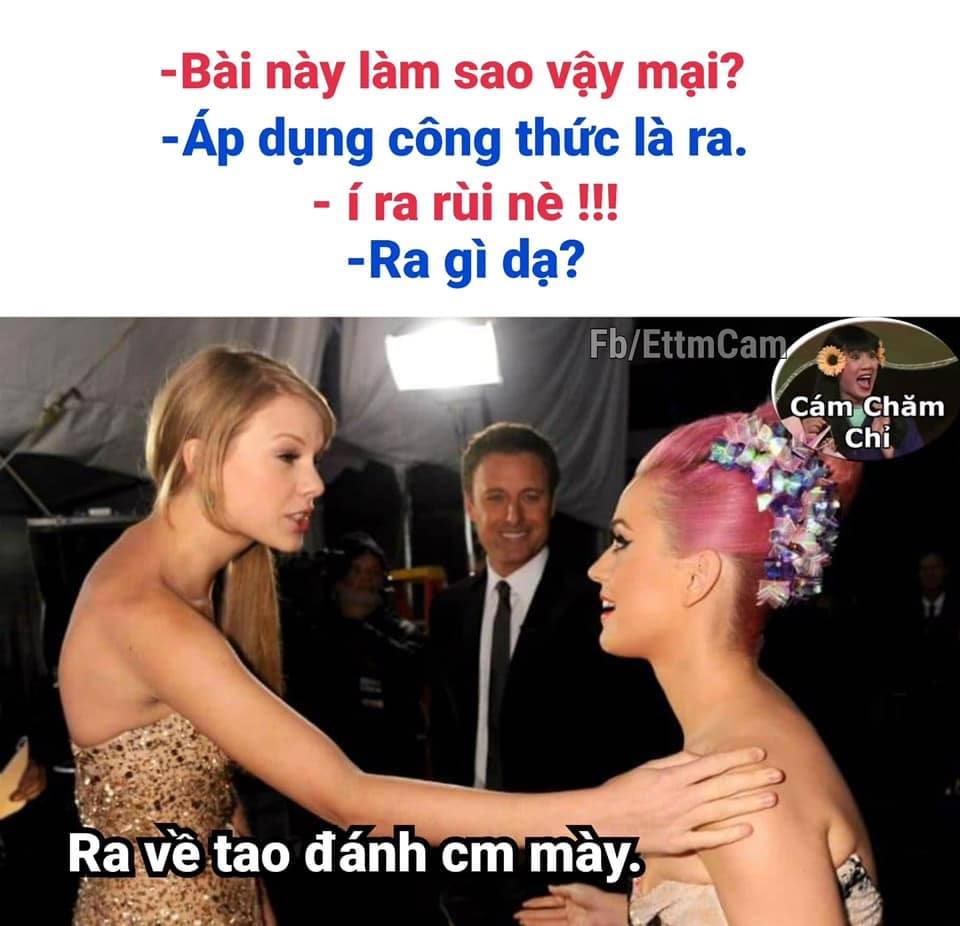 -Bài này làm sao vậy mại?
-Áp dụng công thức là ra.
- í ra rùi nè !!!
-Ra gì dạ?
Fb/EttmCam
Cám Chăm
Chỉ
Ra về tao đánh cm mày.